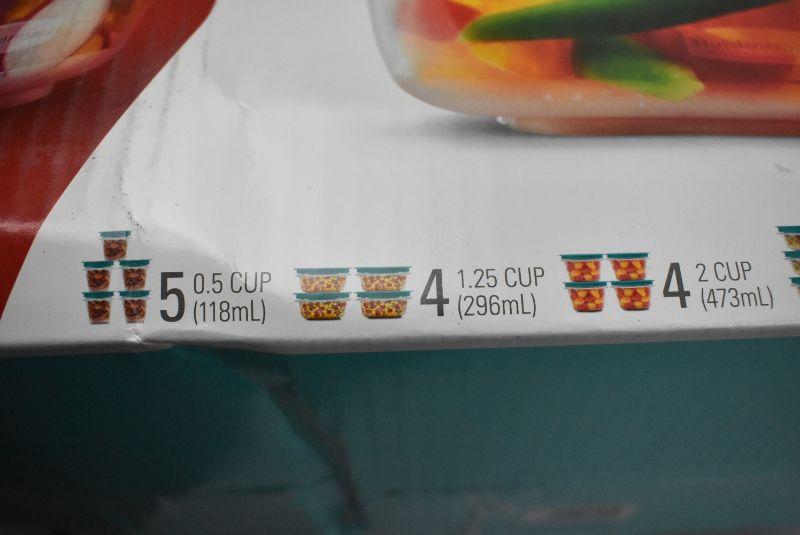 5 0.5 CUP
(118mL)
4 1.25 CUP
(296mL)
4 2 CUP
(473mL)